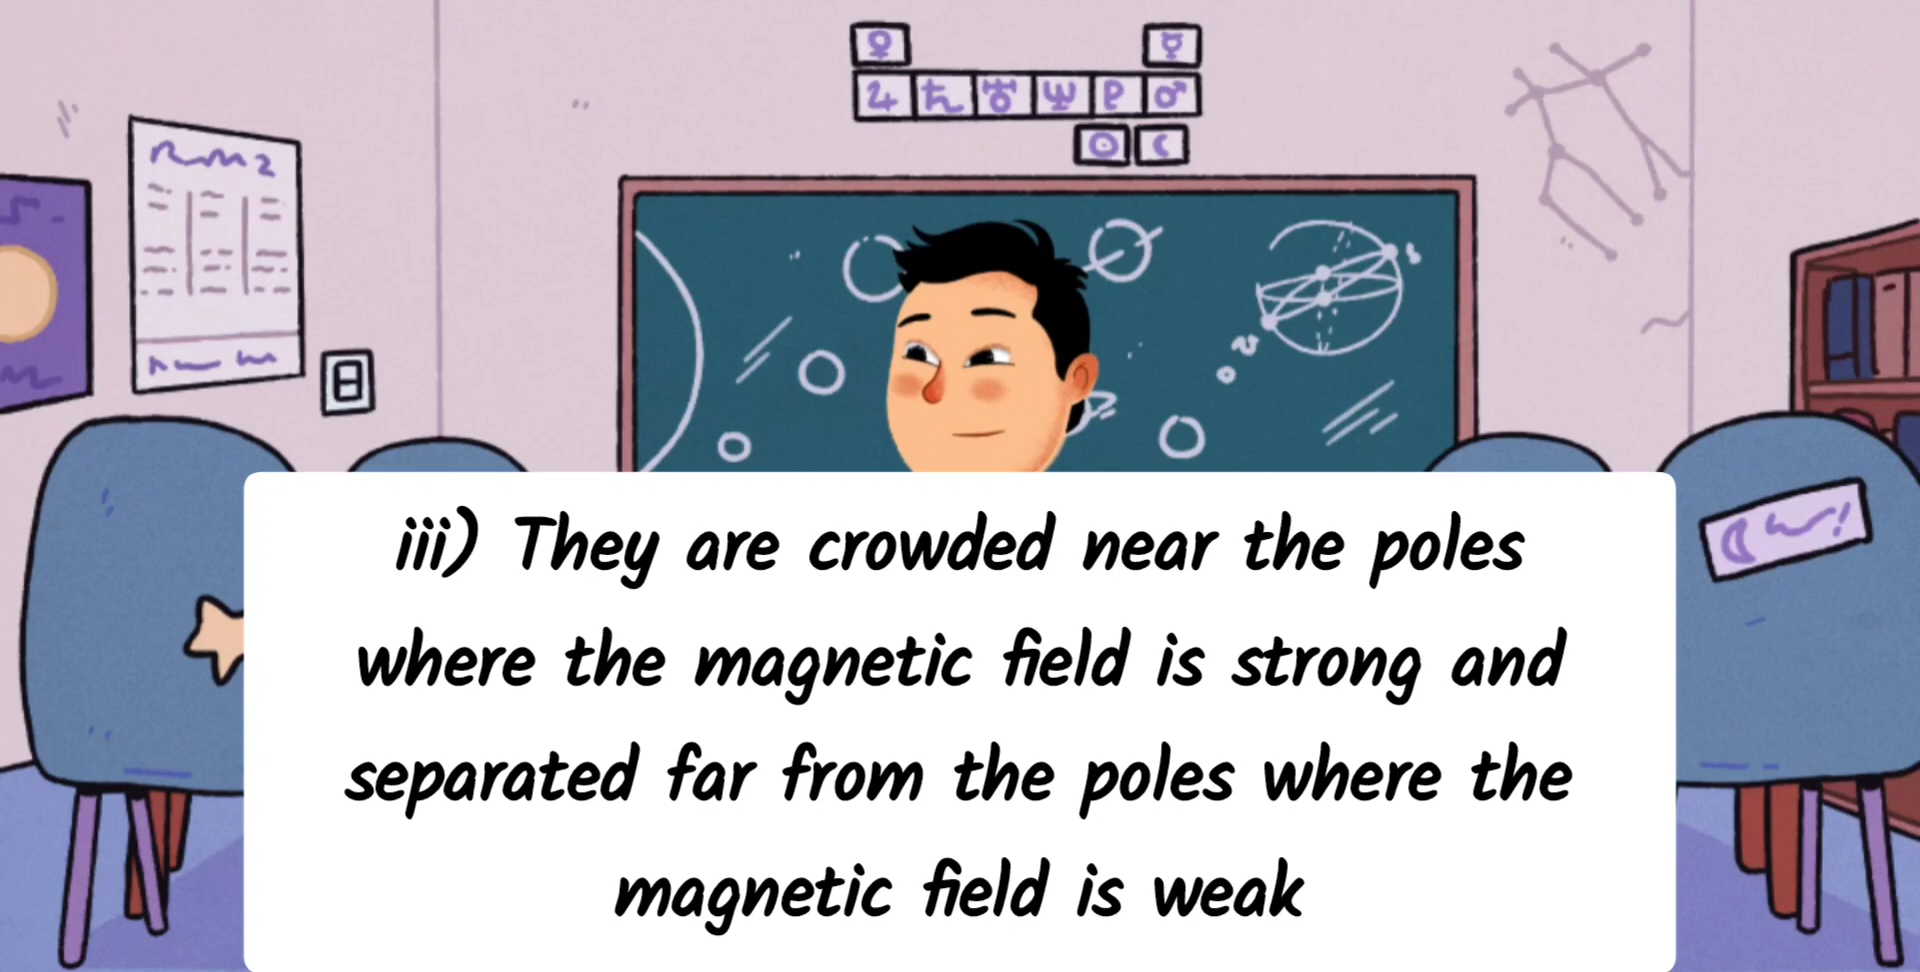 iii) They are crowded near the poles
where the magnetic field is strong and
separated far from the poles where the
magnetic field is weak